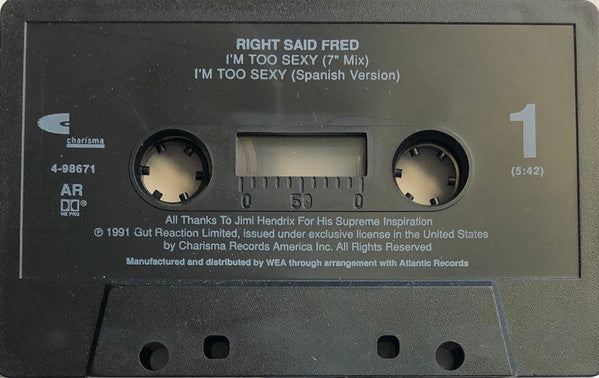 RIGHT SAID FRED
I'M TOO SEXY (7" Mix)
I'M TOO SEXY (Spanish Version)
charisma
1
4-98671
(5:42)
AR
HX PRO
0 50 0
All Thanks To Jimi Hendrix For His Supreme Inspiration
℗ 1991 Gut Reaction Limited, issued under exclusive license in the United States
by Charisma Records America Inc. All Rights Reserved
Manufactured and distributed by WEA through arrangement with Atlantic Records